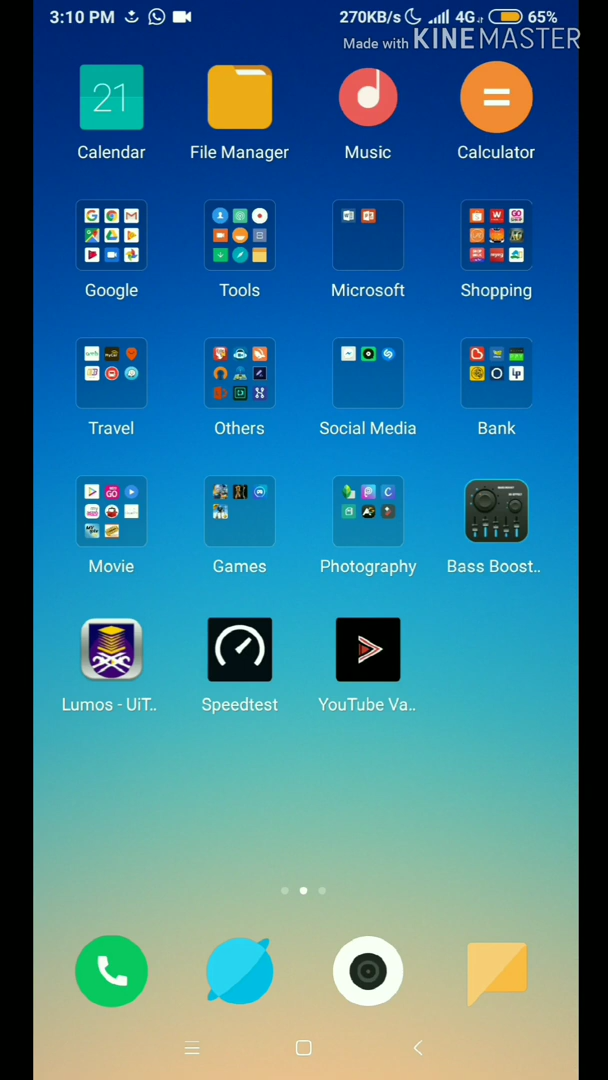 3:10 PM 270KB/s 4G 65%
Made with KINEMASTER
21
Calendar File Manager Music Calculator
Google Tools Microsoft Shopping
Travel Others Social Media Bank
Movie Games Photography Bass Boost..
Lumos - UiT.. Speedtest YouTube Va..